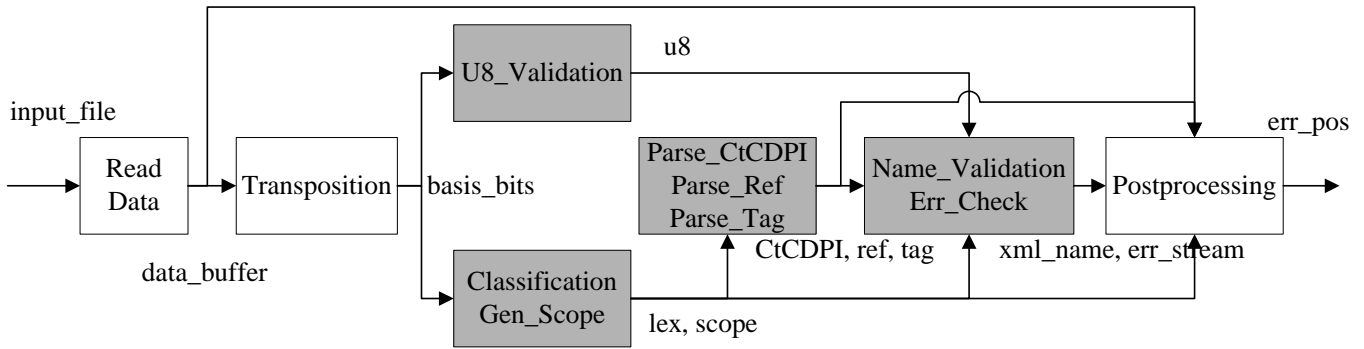 u8
U8_Validation
input_file
err_pos
Read
Data
Transposition
basis_bits
Parse_CtCDPI
Parse_Ref
Parse_Tag
Name_Validation
Err_Check
Postprocessing
CtCDPI, ref, tag
xml_name, err_stream
data_buffer
Classification
Gen_Scope
lex, scope